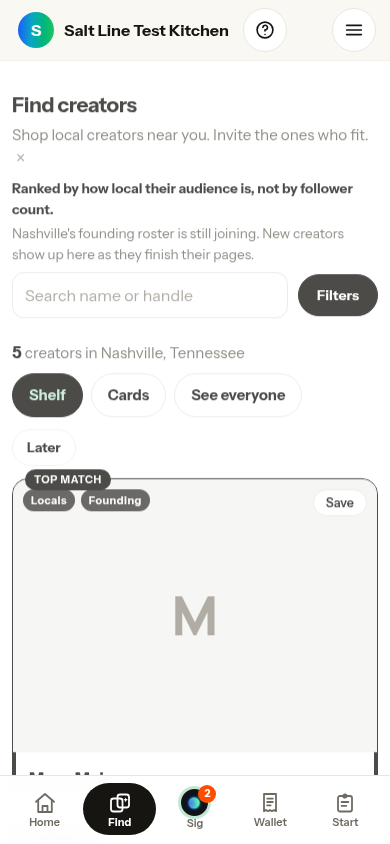 S Salt Line Test Kitchen
Find creators
Shop local creators near you. Invite the ones who fit.
×
Ranked by how local their audience is, not by follower
count.
Nashville's founding roster is still joining. New creators
show up here as they finish their pages.
Search name or handle
Filters
5 creators in Nashville, Tennessee
Shelf
Cards
See everyone
Later
TOP MATCH
Locals
Founding
Save
M
Home
Find
2
Sig
Wallet
Start